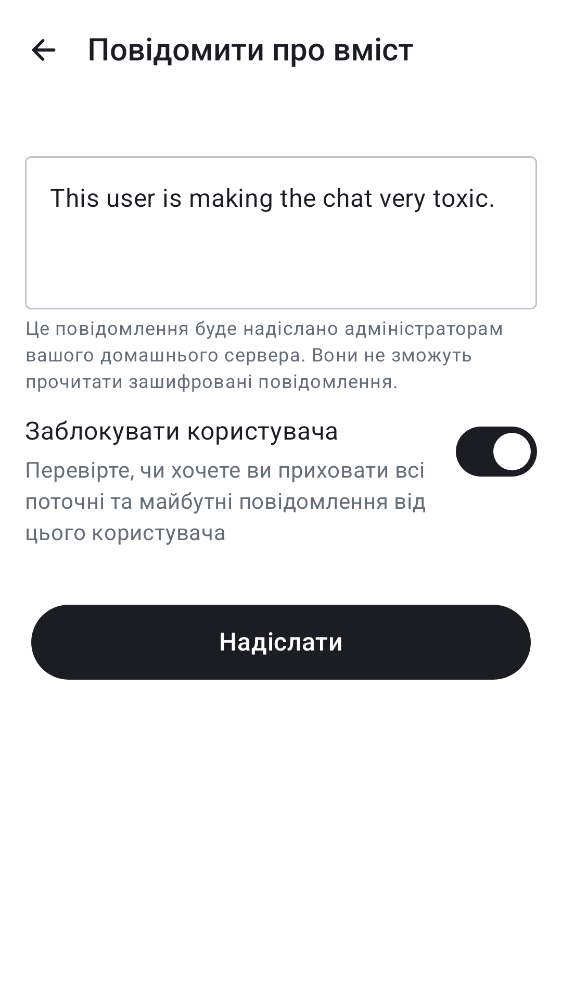 Повідомити про вміст
This user is making the chat very toxic.
Це повідомлення буде надіслано адміністраторам
вашого домашнього сервера. Вони не зможуть
прочитати зашифровані повідомлення.
Заблокувати користувача
Перевірте, чи хочете ви приховати всі
поточні та майбутні повідомлення від
цього користувача
Надіслати